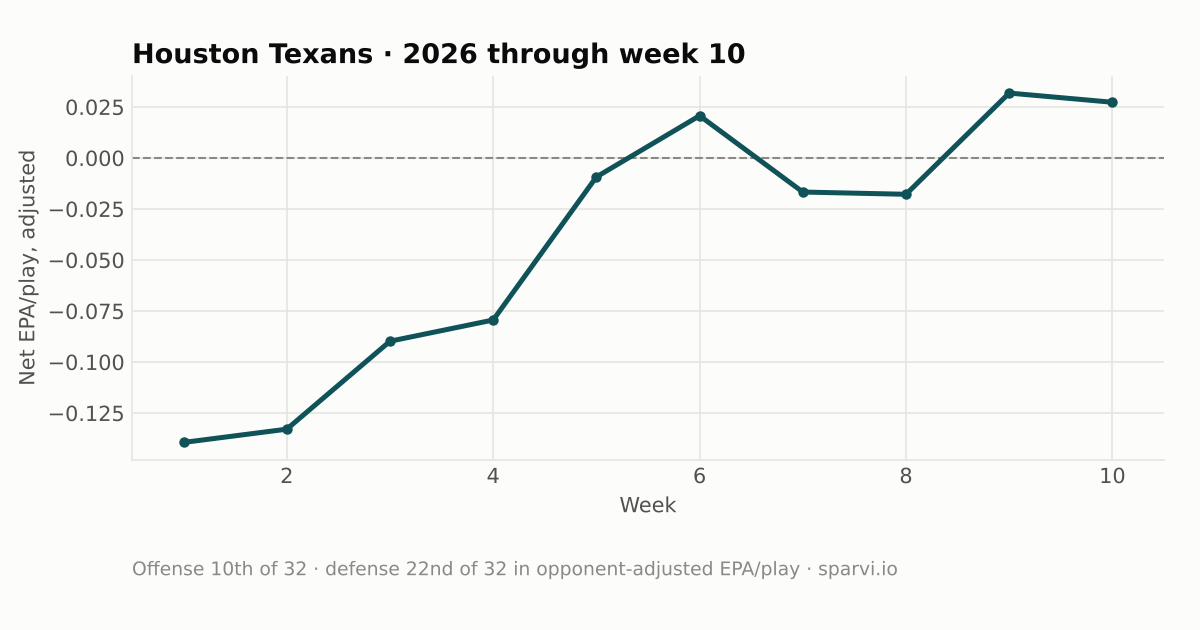 Houston Texans · 2026 through week 10
Net EPA/play, adjusted
0.025
0.000
−0.025
−0.050
−0.075
−0.100
−0.125
2 4 6 8 10
Week
Offense 10th of 32 · defense 22nd of 32 in opponent-adjusted EPA/play · sparvi.io